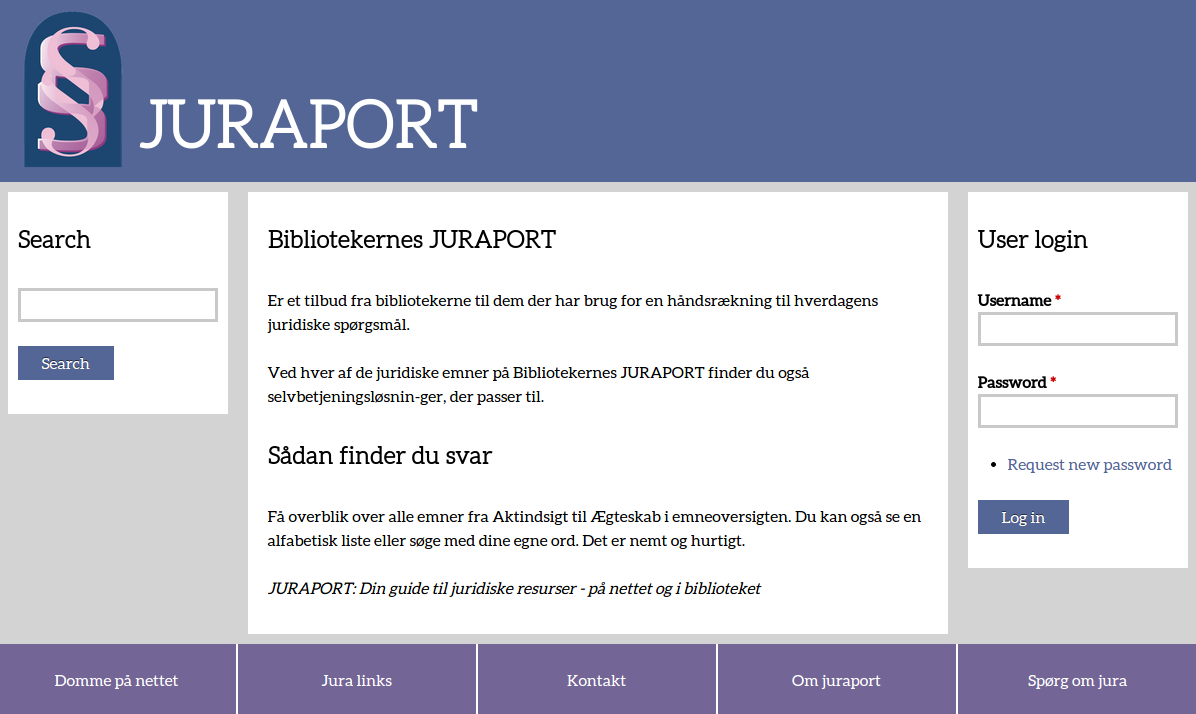 JURAPORT
Search
Search
Bibliotekernes JURAPORT
Er et tilbud fra bibliotekerne til dem der har brug for en håndsrækning til hverdagens
juridiske spørgsmål.
Ved hver af de juridiske emner på Bibliotekernes JURAPORT finder du også
selvbetjeningsløsnin-ger, der passer til.
Sådan finder du svar
Få overblik over alle emner fra Aktindsigt til Ægteskab i emneoversigten. Du kan også se en
alfabetisk liste eller søge med dine egne ord. Det er nemt og hurtigt.
JURAPORT: Din guide til juridiske resurser - på nettet og i biblioteket
User login
Username *
Password *
• Request new password
Log in
Domme på nettet
Jura links
Kontakt
Om juraport
Spørg om jura